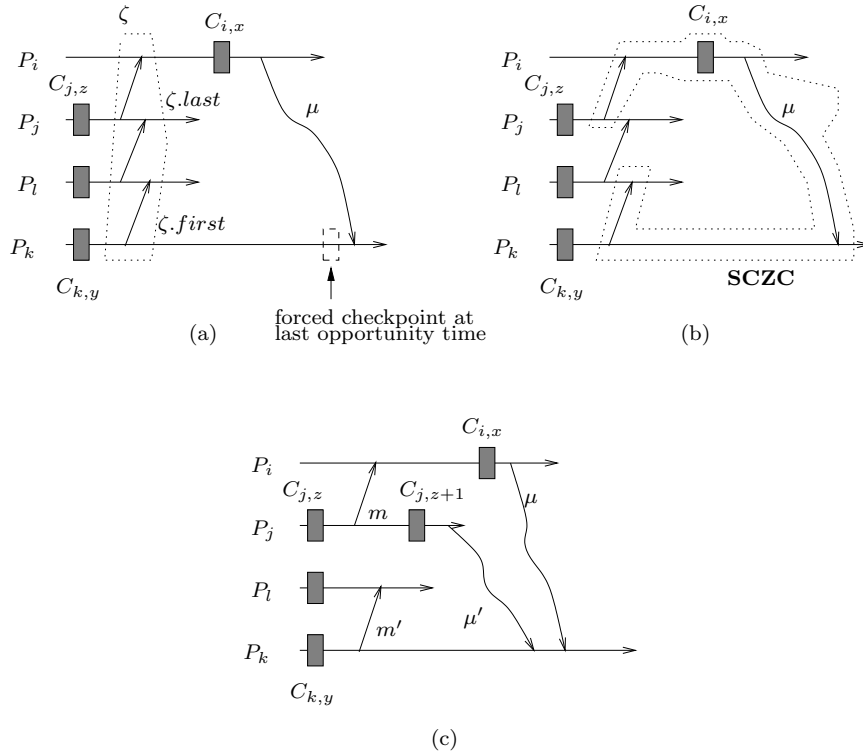 ζ
C_{i,x}
P_i
C_{j,z}
ζ.last
P_j
μ
P_l
ζ.first
P_k
C_{k,y}
forced checkpoint at
last opportunity time
(a)
C_{i,x}
P_i
C_{j,z}
μ
P_j
P_l
P_k
SCZC
C_{k,y}
(b)
C_{i,x}
P_i
C_{j,z}
C_{j,z+1}
μ
m
P_j
P_l
μ'
m'
P_k
C_{k,y}
(c)